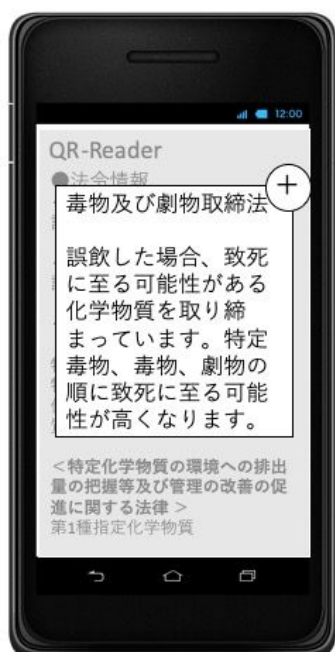 12:00
QR-Reader
●法令情報
+
毒物及び劇物取締法
誤飲した場合、致死
に至る可能性がある
化学物質を取り締
まっています。特定
毒物、毒物、劇物の
順に致死に至る可能
性が高くなります。
<特定化学物質の環境への排出
量の把握等及び管理の改善の促
進に関する法律 >
第1種指定化学物質